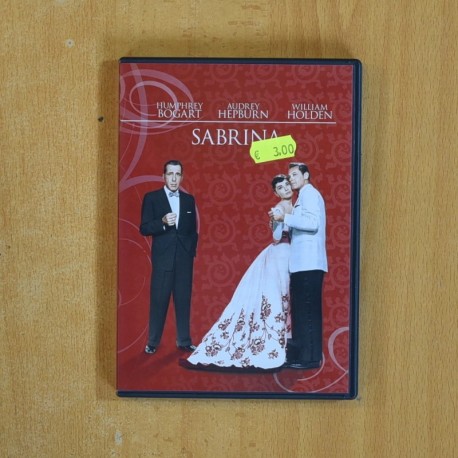 HUMPHREY AUDREY WILLIAM
BOGART HEPBURN HOLDEN
SABRINA
€ 3,00